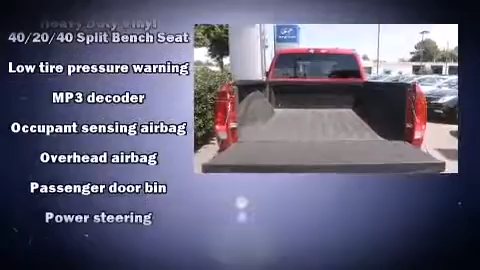 Heavy Duty Vinyl
40/20/40 Split Bench Seat
Low tire pressure warning
MP3 decoder
Occupant sensing airbag
Overhead airbag
Passenger door bin
Power steering